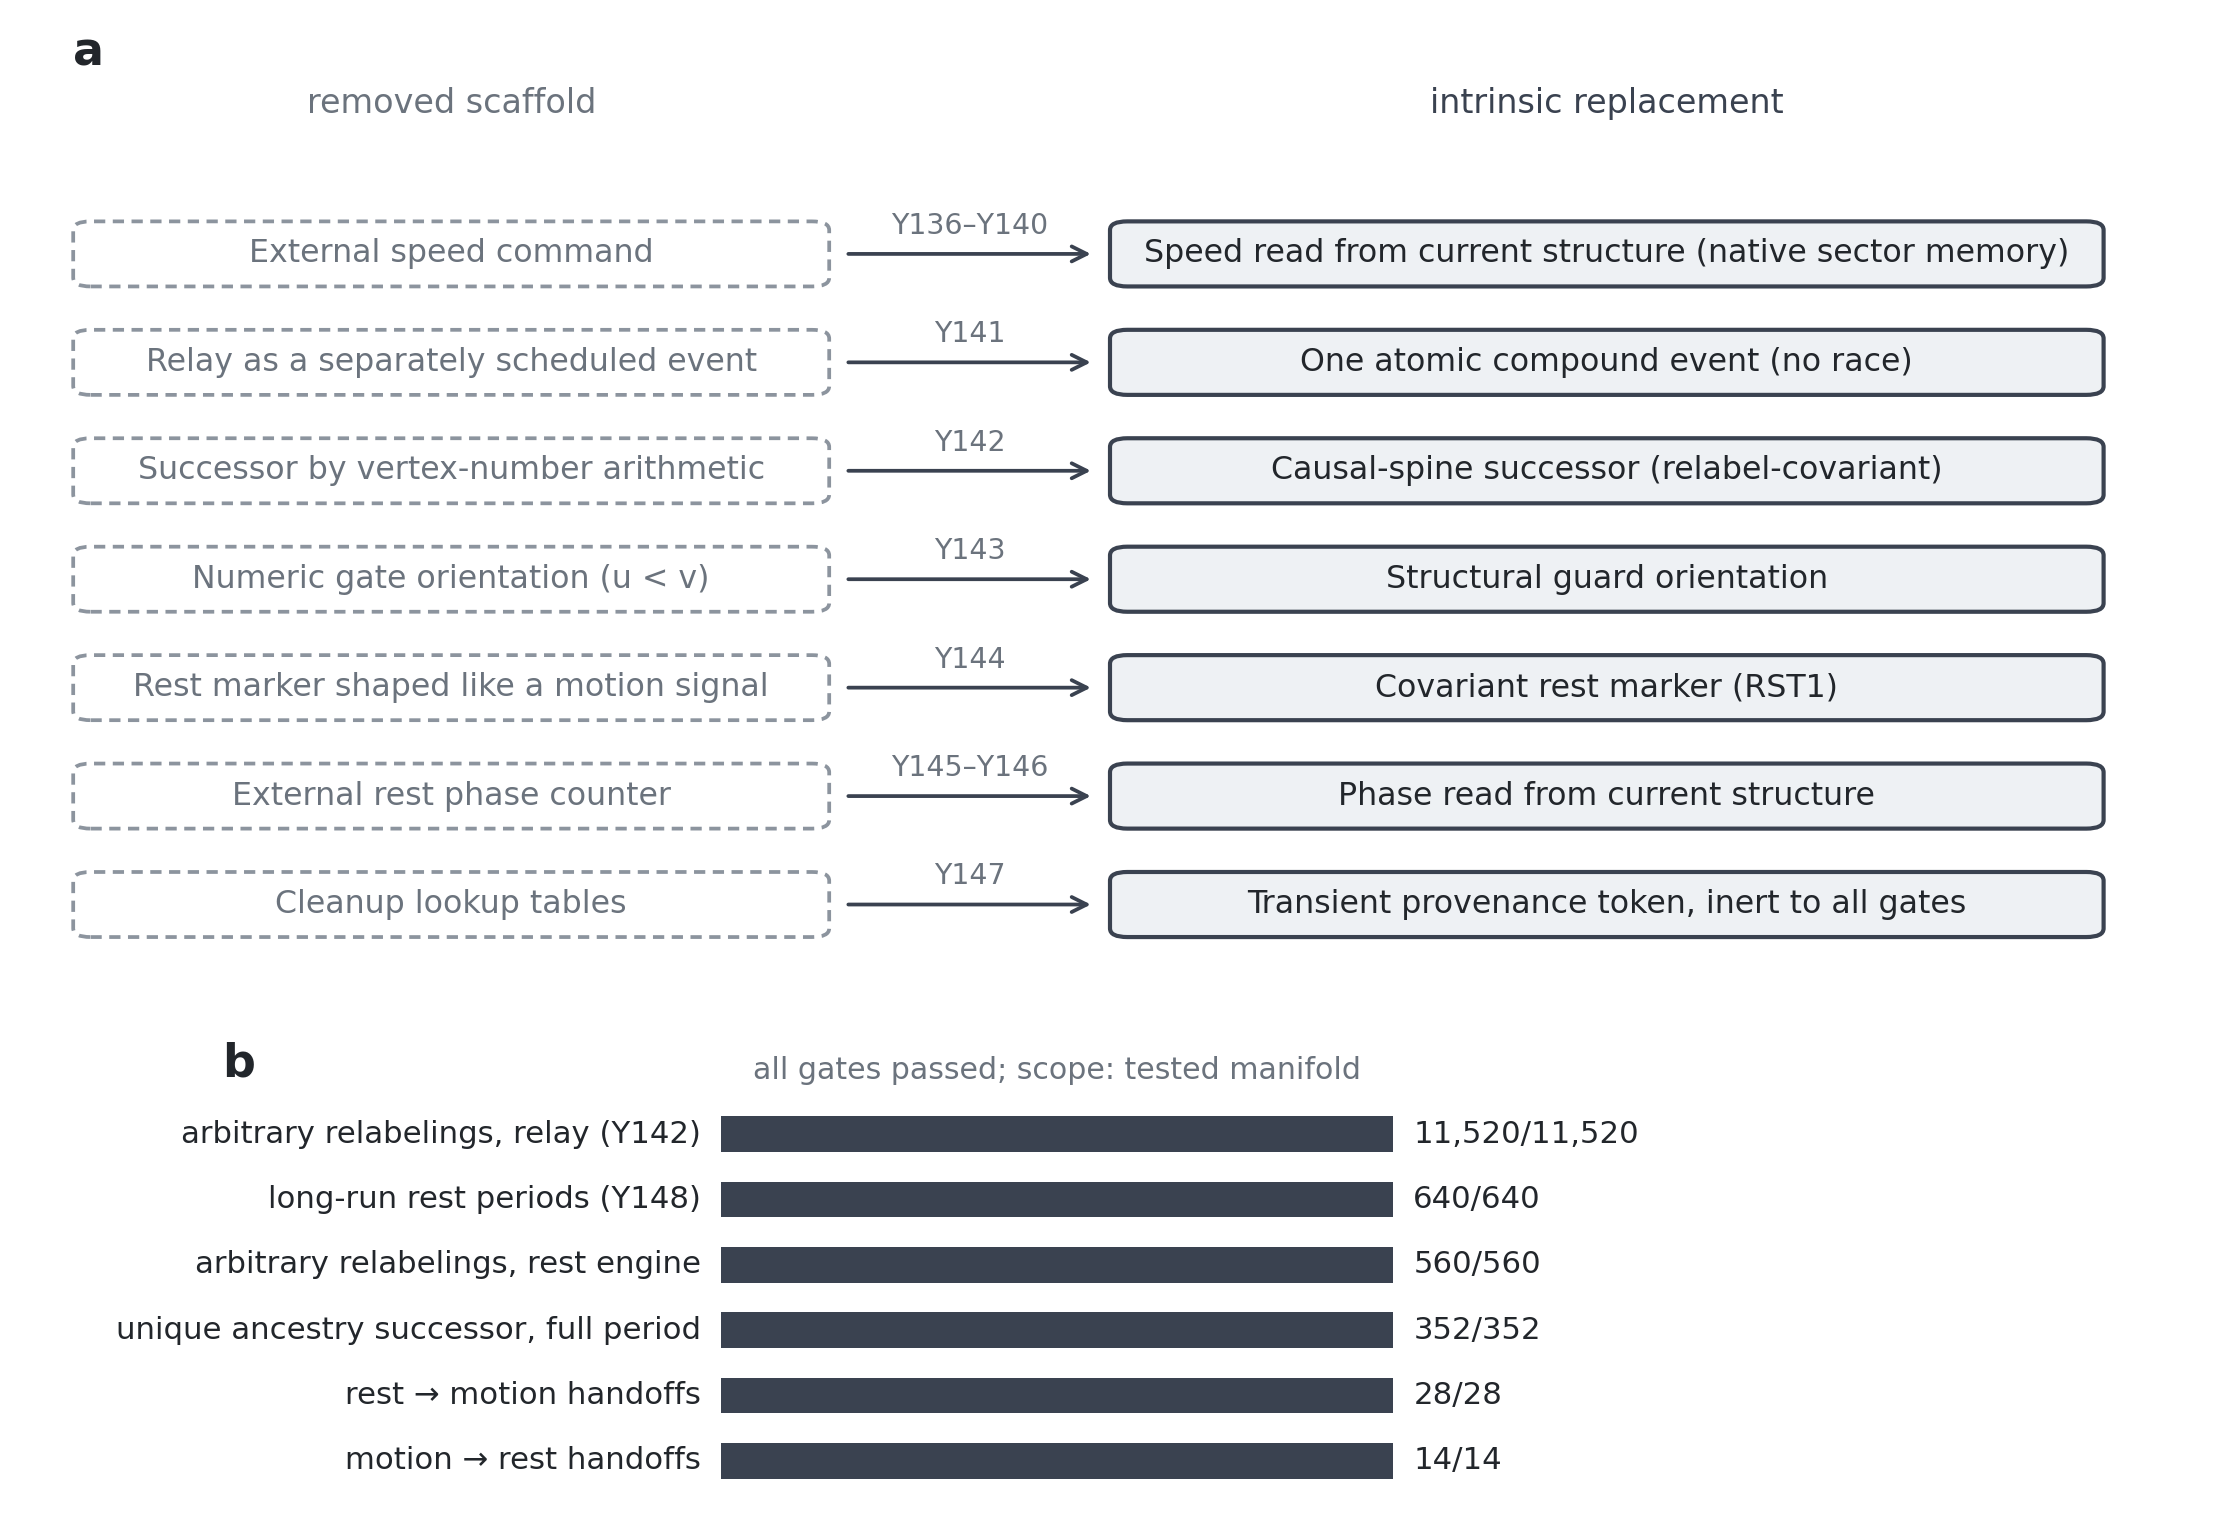 a
removed scaffold
intrinsic replacement
External speed command
Y136–Y140
Speed read from current structure (native sector memory)
Relay as a separately scheduled event
Y141
One atomic compound event (no race)
Successor by vertex-number arithmetic
Y142
Causal-spine successor (relabel-covariant)
Numeric gate orientation (u < v)
Y143
Structural guard orientation
Rest marker shaped like a motion signal
Y144
Covariant rest marker (RST1)
External rest phase counter
Y145–Y146
Phase read from current structure
Cleanup lookup tables
Y147
Transient provenance token, inert to all gates
b
all gates passed; scope: tested manifold
arbitrary relabelings, relay (Y142) 11,520/11,520
long-run rest periods (Y148) 640/640
arbitrary relabelings, rest engine 560/560
unique ancestry successor, full period 352/352
rest → motion handoffs 28/28
motion → rest handoffs 14/14